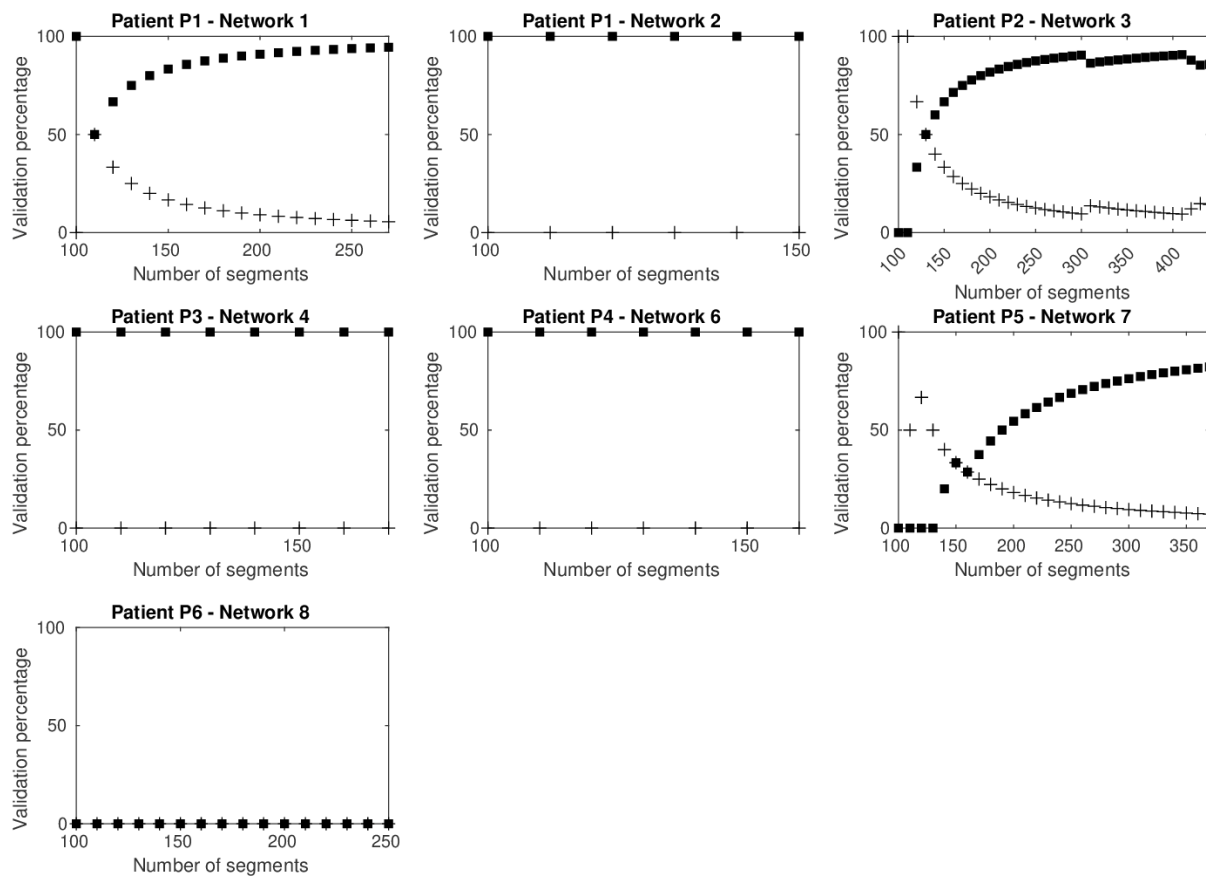 Patient P1 - Network 1
100
50
0
Validation percentage
100
150
200
250
Number of segments
Patient P1 - Network 2
100
50
0
Validation percentage
100
150
Number of segments
Patient P2 - Network 3
100
50
0
Validation percentage
100
150
200
250
300
350
400
Number of segments
Patient P3 - Network 4
100
50
0
Validation percentage
100
150
Number of segments
Patient P4 - Network 6
100
50
0
Validation percentage
100
150
Number of segments
Patient P5 - Network 7
100
50
0
Validation percentage
100
150
200
250
300
350
Number of segments
Patient P6 - Network 8
100
50
0
Validation percentage
100
150
200
250
Number of segments